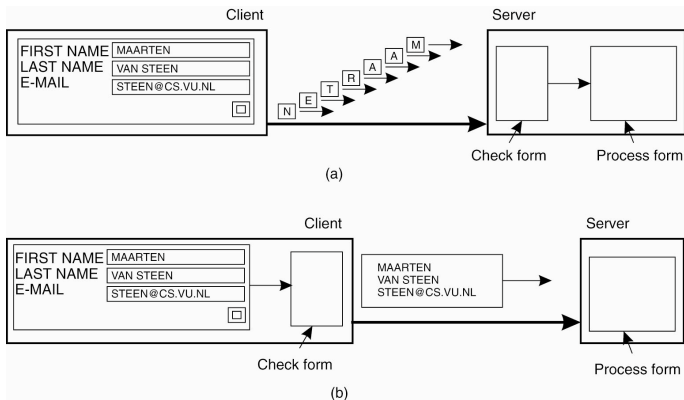 Client
Server
FIRST NAME MAARTEN
LAST NAME VAN STEEN
E-MAIL STEEN@CS.VU.NL
N E T R A A M
Check form
Process form
(a)
Client
Server
FIRST NAME MAARTEN
LAST NAME VAN STEEN
E-MAIL STEEN@CS.VU.NL
MAARTEN
VAN STEEN
STEEN@CS.VU.NL
Check form
Process form
(b)